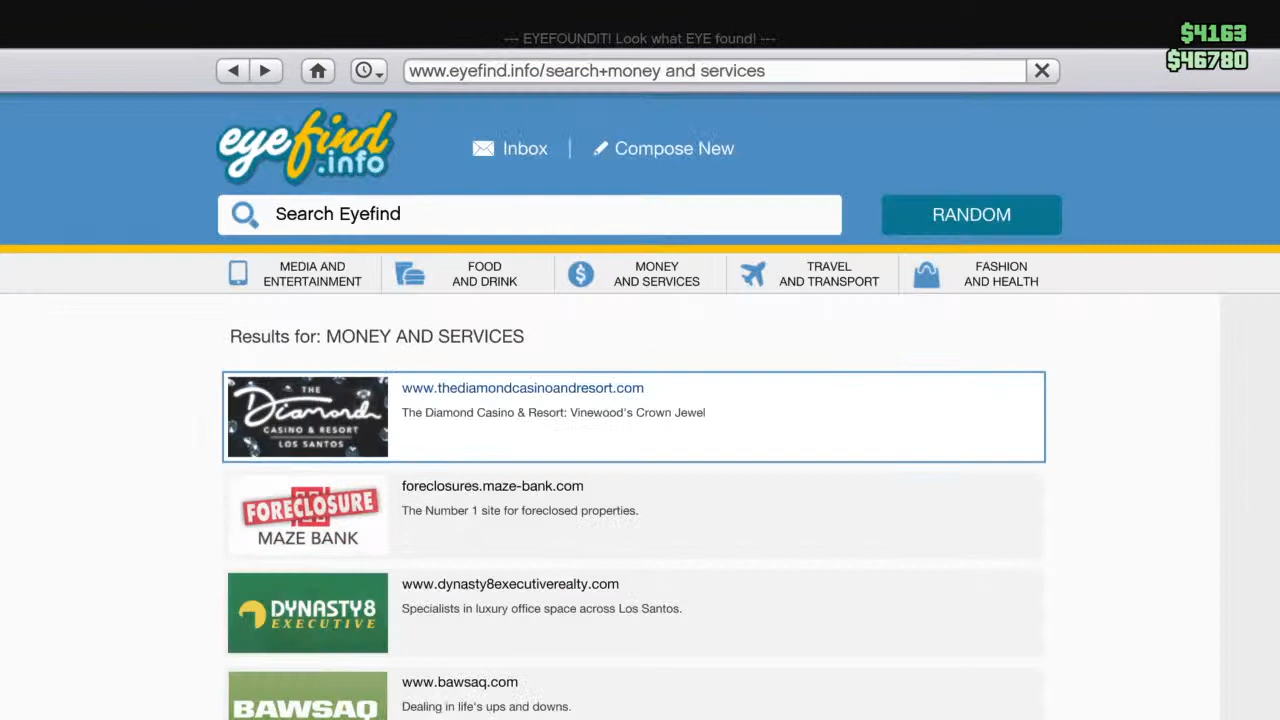 --- EYEFOUNDIT! Look what EYE found! ---
$4163
$46780
www.eyefind.info/search+money and services
eyefind
.info
Inbox
Compose New
Search Eyefind
RANDOM
MEDIA AND
ENTERTAINMENT
FOOD
AND DRINK
MONEY
AND SERVICES
TRAVEL
AND TRANSPORT
FASHION
AND HEALTH
Results for: MONEY AND SERVICES
THE
Diamond
CASINO & RESORT
LOS SANTOS
www.thediamondcasinoandresort.com
The Diamond Casino & Resort: Vinewood's Crown Jewel
FORECLOSURE
MAZE BANK
foreclosures.maze-bank.com
The Number 1 site for foreclosed properties.
DYNASTY8
EXECUTIVE
www.dynasty8executiverealty.com
Specialists in luxury office space across Los Santos.
BAWSAQ
www.bawsaq.com
Dealing in life's ups and downs.